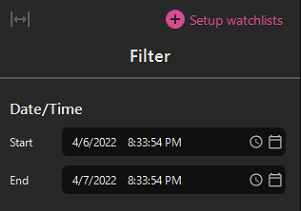 Setup watchlists
Filter
Date/Time
Start 4/6/2022 8:33:54 PM
End 4/7/2022 8:33:54 PM